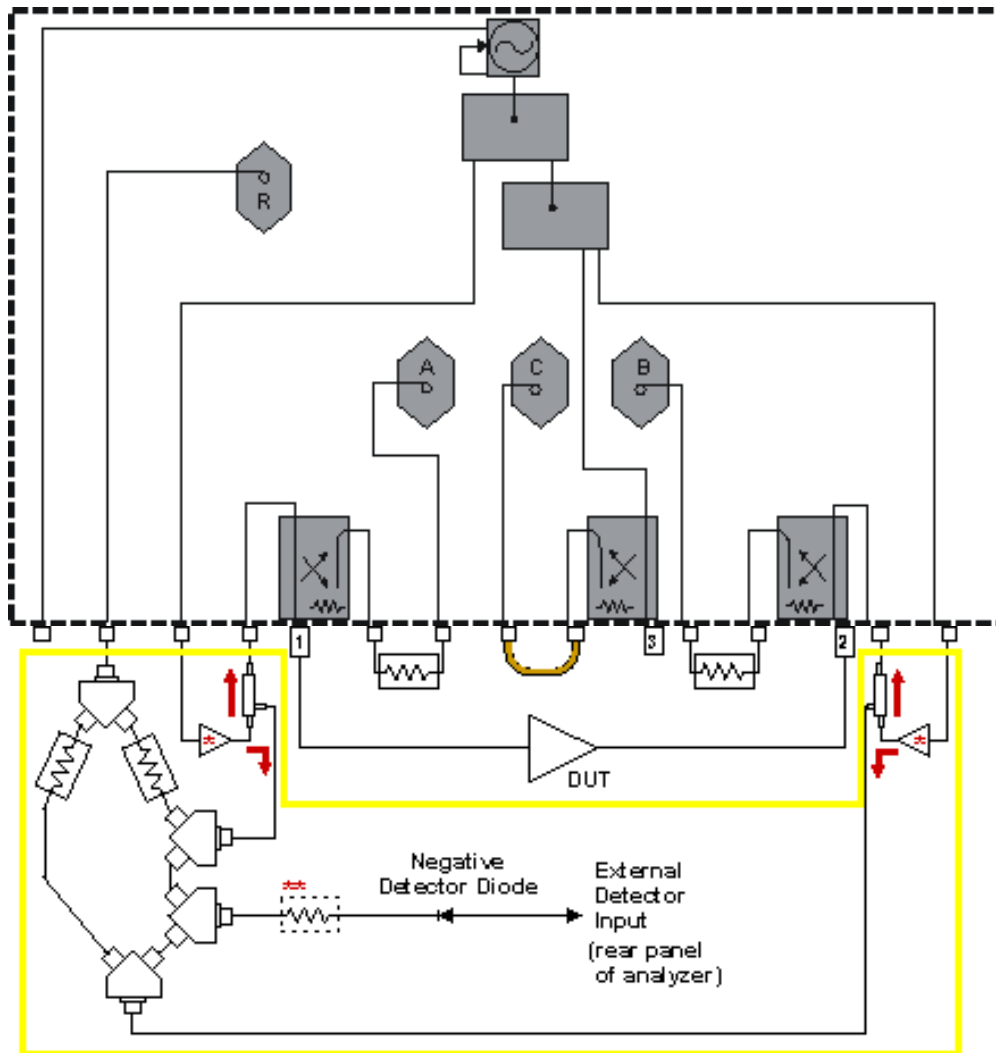 R
A
C
B
1
3
2
*
*
DUT
**
Negative
Detector Diode
External
Detector
Input
(rear panel
of analyzer)